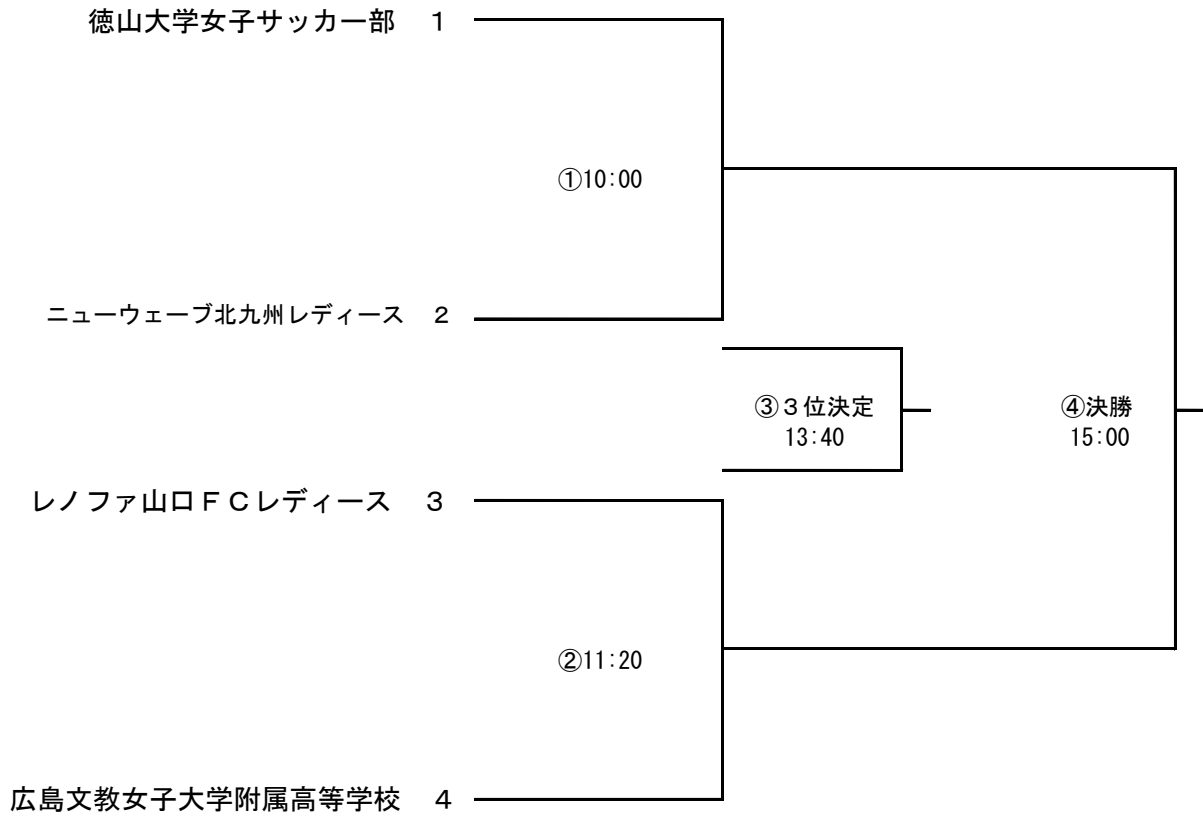 徳山大学女子サッカー部　１
①10:00
ニューウェーブ北九州レディース　２
③３位決定
13:40
④決勝
15:00
レノファ山口ＦＣレディース　３
②11:20
広島文教女子大学附属高等学校　４